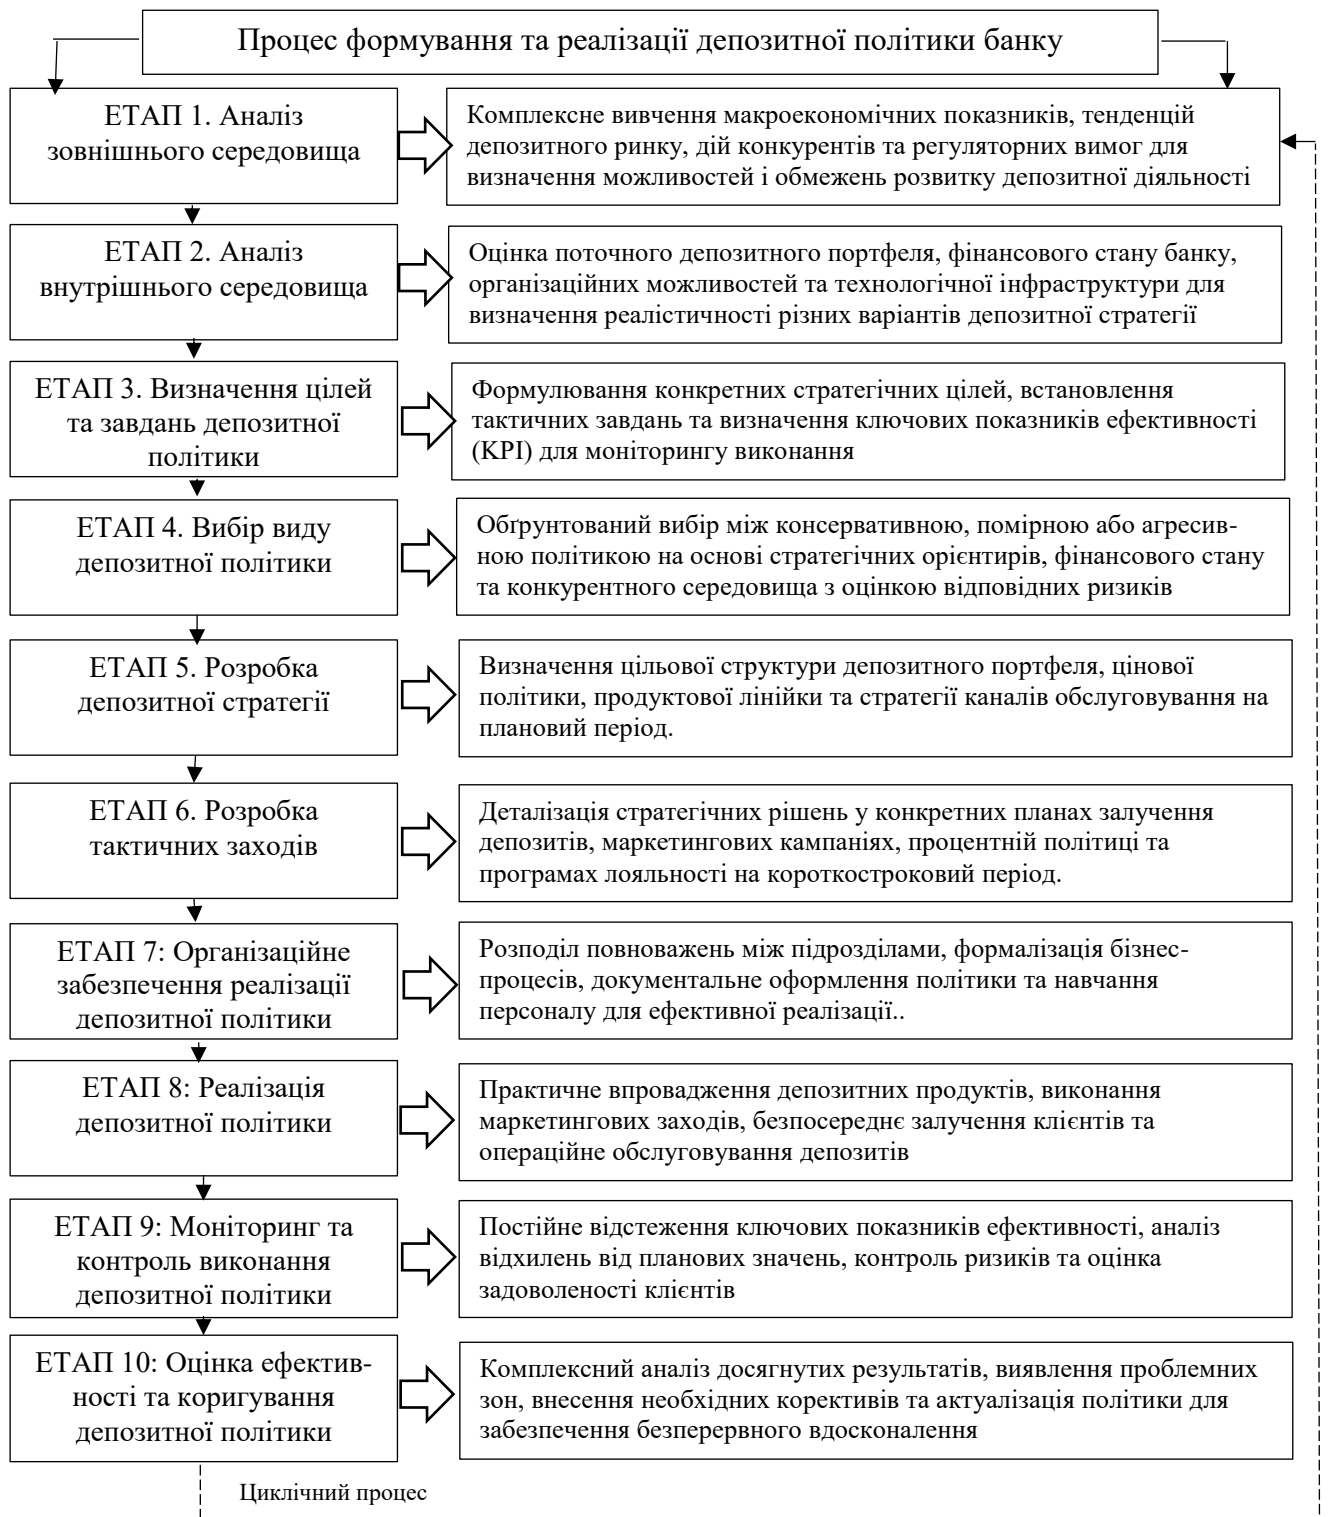 Процес формування та реалізації депозитної політики банку
ЕТАП 1. Аналіз
зовнішнього середовища
Комплексне вивчення макроекономічних показників, тенденцій
депозитного ринку, дій конкурентів та регуляторних вимог для
визначення можливостей і обмежень розвитку депозитної діяльності
ЕТАП 2. Аналіз
внутрішнього середовища
Оцінка поточного депозитного портфеля, фінансового стану банку,
організаційних можливостей та технологічної інфраструктури для
визначення реалістичності різних варіантів депозитної стратегії
ЕТАП 3. Визначення цілей
та завдань депозитної
політики
Формулювання конкретних стратегічних цілей, встановлення
тактичних завдань та визначення ключових показників ефективності
(KPI) для моніторингу виконання
ЕТАП 4. Вибір виду
депозитної політики
Обґрунтований вибір між консервативною, помірною або агресив-
ною політикою на основі стратегічних орієнтирів, фінансового стану
та конкурентного середовища з оцінкою відповідних ризиків
ЕТАП 5. Розробка
депозитної стратегії
Визначення цільової структури депозитного портфеля, цінової
політики, продуктової лінійки та стратегії каналів обслуговування на
плановий період.
ЕТАП 6. Розробка
тактичних заходів
Деталізація стратегічних рішень у конкретних планах залучення
депозитів, маркетингових кампаніях, процентній політиці та
програмах лояльності на короткостроковий період.
ЕТАП 7: Організаційне
забезпечення реалізації
депозитної політики
Розподіл повноважень між підрозділами, формалізація бізнес-
процесів, документальне оформлення політики та навчання
персоналу для ефективної реалізації..
ЕТАП 8: Реалізація
депозитної політики
Практичне впровадження депозитних продуктів, виконання
маркетингових заходів, безпосереднє залучення клієнтів та
операційне обслуговування депозитів
ЕТАП 9: Моніторинг та
контроль виконання
депозитної політики
Постійне відстеження ключових показників ефективності, аналіз
відхилень від планових значень, контроль ризиків та оцінка
задоволеності клієнтів
ЕТАП 10: Оцінка ефектив-
ності та коригування
депозитної політики
Комплексний аналіз досягнутих результатів, виявлення проблемних
зон, внесення необхідних корективів та актуалізація політики для
забезпечення безперервного вдосконалення
Циклічний процес